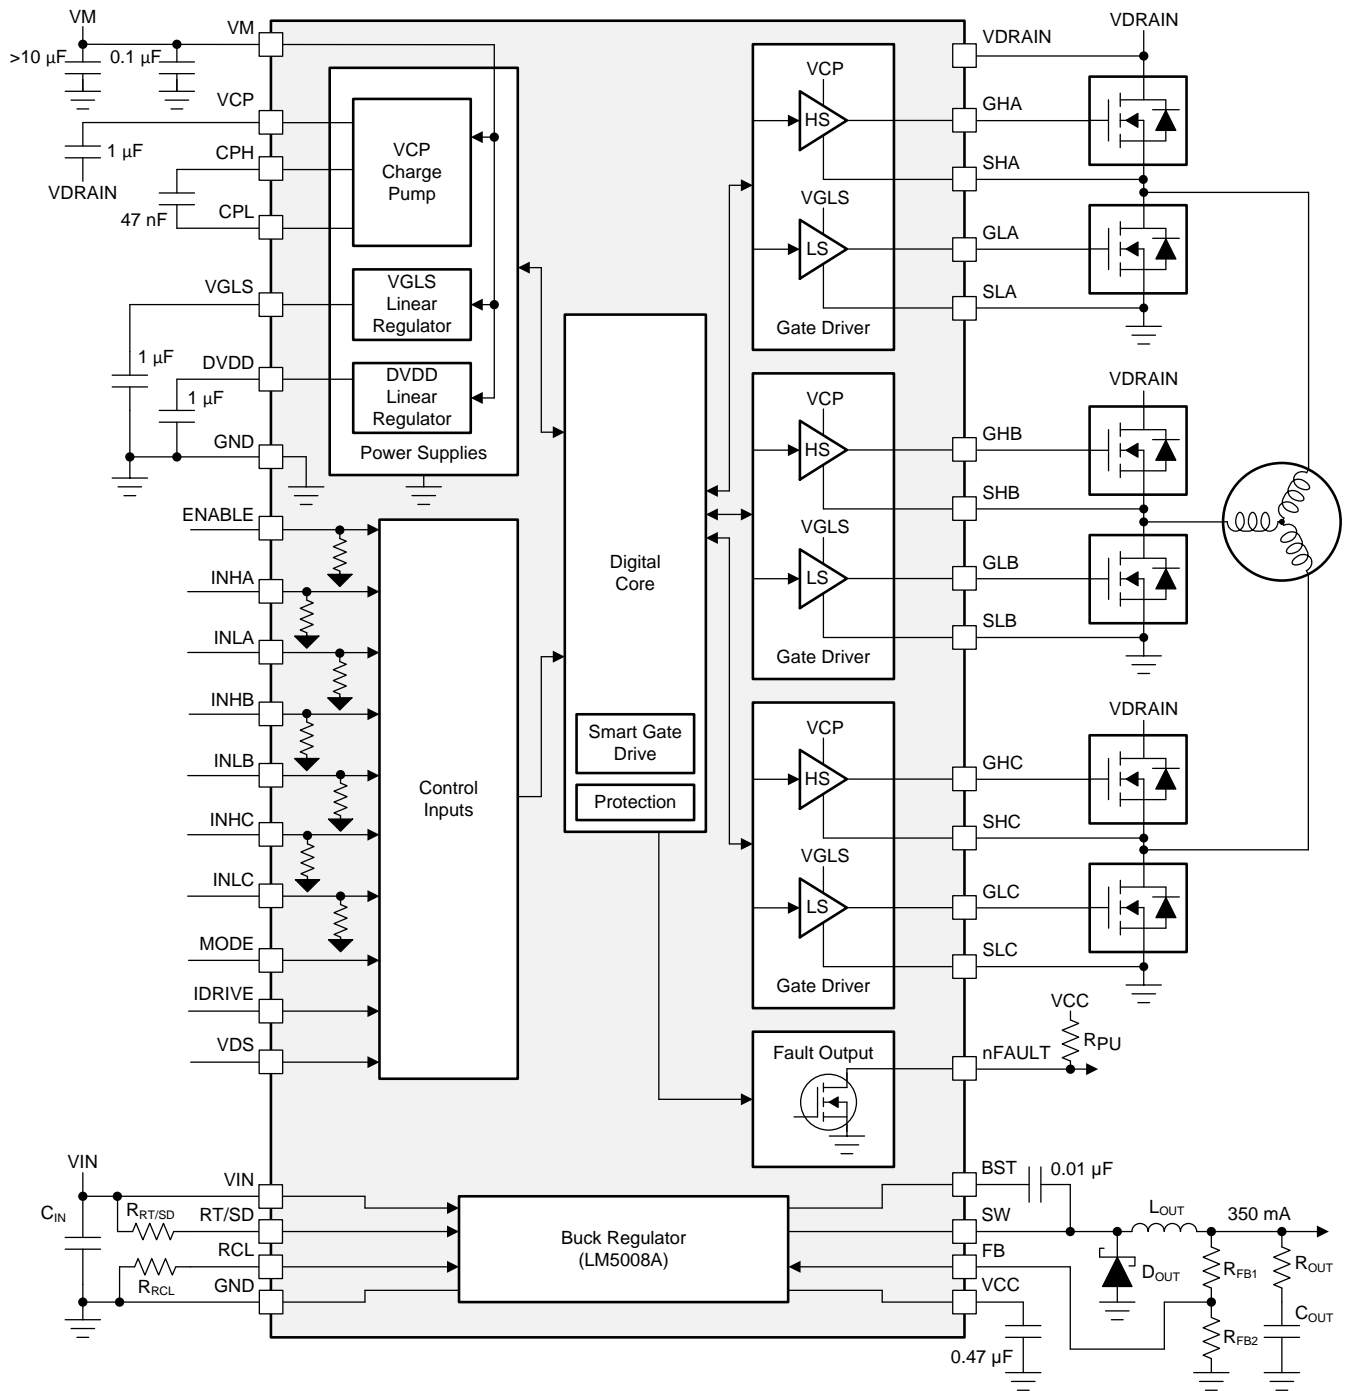 VM
>10 µF
0.1 µF
VM
VCP
1 µF
VDRAIN
CPH
47 nF
CPL
VCP
Charge
Pump
VGLS
VGLS
Linear
Regulator
1 µF
DVDD
1 µF
DVDD
Linear
Regulator
GND
Power Supplies
ENABLE
INHA
INLA
INHB
INLB
INHC
INLC
MODE
IDRIVE
VDS
Control
Inputs
Digital
Core
Smart Gate
Drive
Protection
VCP
HS
VGLS
LS
Gate Driver
VDRAIN
GHA
SHA
GLA
SLA
VDRAIN
VCP
HS
VGLS
LS
Gate Driver
GHB
SHB
GLB
SLB
VDRAIN
VCP
HS
VGLS
LS
Gate Driver
GHC
SHC
GLC
SLC
VDRAIN
Fault Output
nFAULT
VCC
RPU
VIN
CIN
RRT/SD
RRCL
VIN
RT/SD
RCL
GND
Buck Regulator
(LM5008A)
BST
0.01 µF
SW
FB
VCC
0.47 µF
LOUT
350 mA
DOUT
RFB1
ROUT
RFB2
COUT